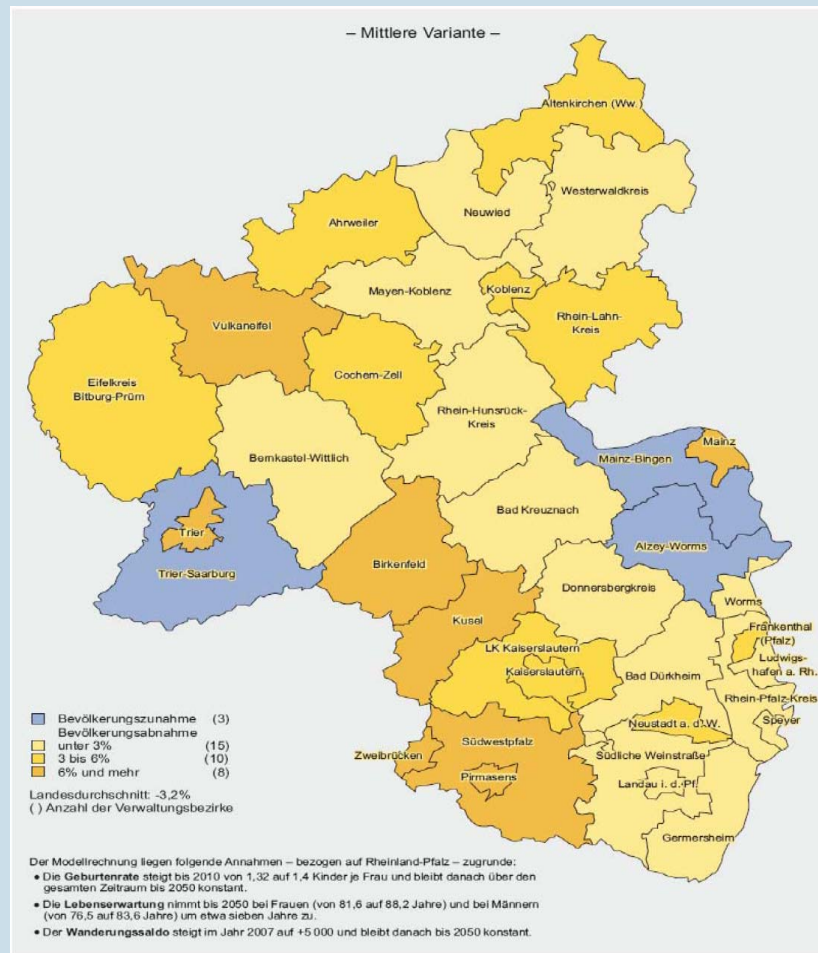 – Mittlere Variante –
Altenkirchen (Ww.)
Neuwied
Westerwaldkreis
Ahrweiler
Mayen-Koblenz
Koblenz
Rhein-Lahn-
Kreis
Vulkaneifel
Cochem-Zell
Eifelkreis
Bitburg-Prüm
Rhein-Hunsrück-
Kreis
Bernkastel-Wittlich
Mainz
Mainz-Bingen
Bad Kreuznach
Alzey-Worms
Trier
Trier-Saarburg
Birkenfeld
Donnersbergkreis
Worms
Kusel
Frankenthal
(Pfalz)
LK Kaiserslautern
Kaiserslautern
Bad Dürkheim
Ludwigs-
hafen a. Rh.
Rhein-Pfalz-Kreis
Neustadt a. d. W.
Speyer
Zweibrücken
Südwestpfalz
Pirmasens
Südliche Weinstraße
Landau i. d. Pf.
Germersheim
Bevölkerungszunahme (3)
Bevölkerungsabnahme
unter 3% (15)
3 bis 6% (10)
6% und mehr (8)
Landesdurchschnitt: -3,2%
( ) Anzahl der Verwaltungsbezirke
Der Modellrechnung liegen folgende Annahmen – bezogen auf Rheinland-Pfalz – zugrunde:
• Die Geburtenrate steigt bis 2010 von 1,32 auf 1,4 Kinder je Frau und bleibt danach über den
gesamten Zeitraum bis 2050 konstant.
• Die Lebenserwartung nimmt bis 2050 bei Frauen (von 81,6 auf 88,2 Jahre) und bei Männern
(von 76,5 auf 83,6 Jahre) um etwa sieben Jahre zu.
• Der Wanderungssaldo steigt im Jahr 2007 auf +5 000 und bleibt danach bis 2050 konstant.